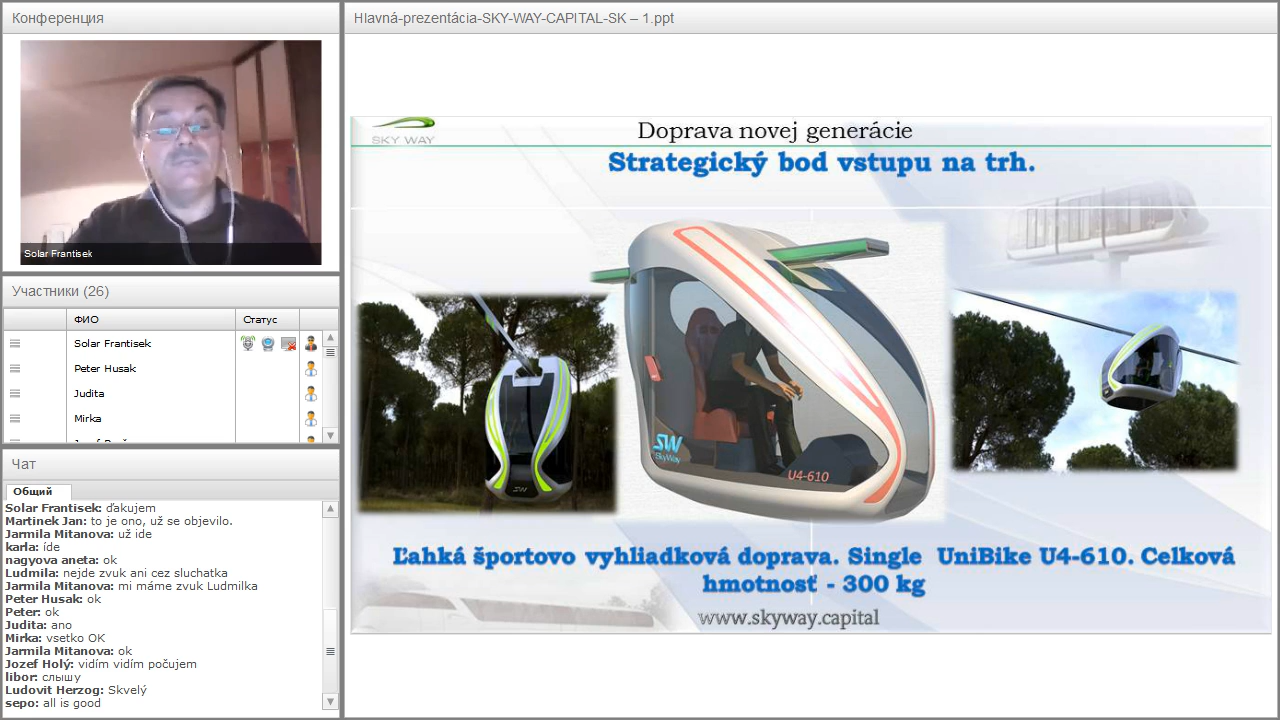 Конференция
Solar Frantisek
Участники (26)
ФИО
Статус
Solar Frantisek
Peter Husak
Judita
Mirka
Чат
Общий
Solar Frantisek: ďakujem
Martinek Jan: to je ono, už se objevilo.
Jarmila Mitanova: už ide
karla: íde
nagyova aneta: ok
Ludmila: nejde zvuk ani cez sluchatka
Jarmila Mitanova: mi máme zvuk Ludmilka
Peter Husak: ok
Peter: ok
Judita: ano
Mirka: vsetko OK
Jarmila Mitanova: ok
Jozef Holý: vidím vidím počujem
libor: слышу
Ludovit Herzog: Skvelý
sepo: all is good
Hlavná-prezentácia-SKY-WAY-CAPITAL-SK – 1.ppt
SKY WAY
Doprava novej generácie
Strategický bod vstupu na trh.
SW
SkyWay
U4-610
Ľahká športovo vyhliadková doprava. Single UniBike U4-610. Celková
hmotnosť - 300 kg
www.skyway.capital